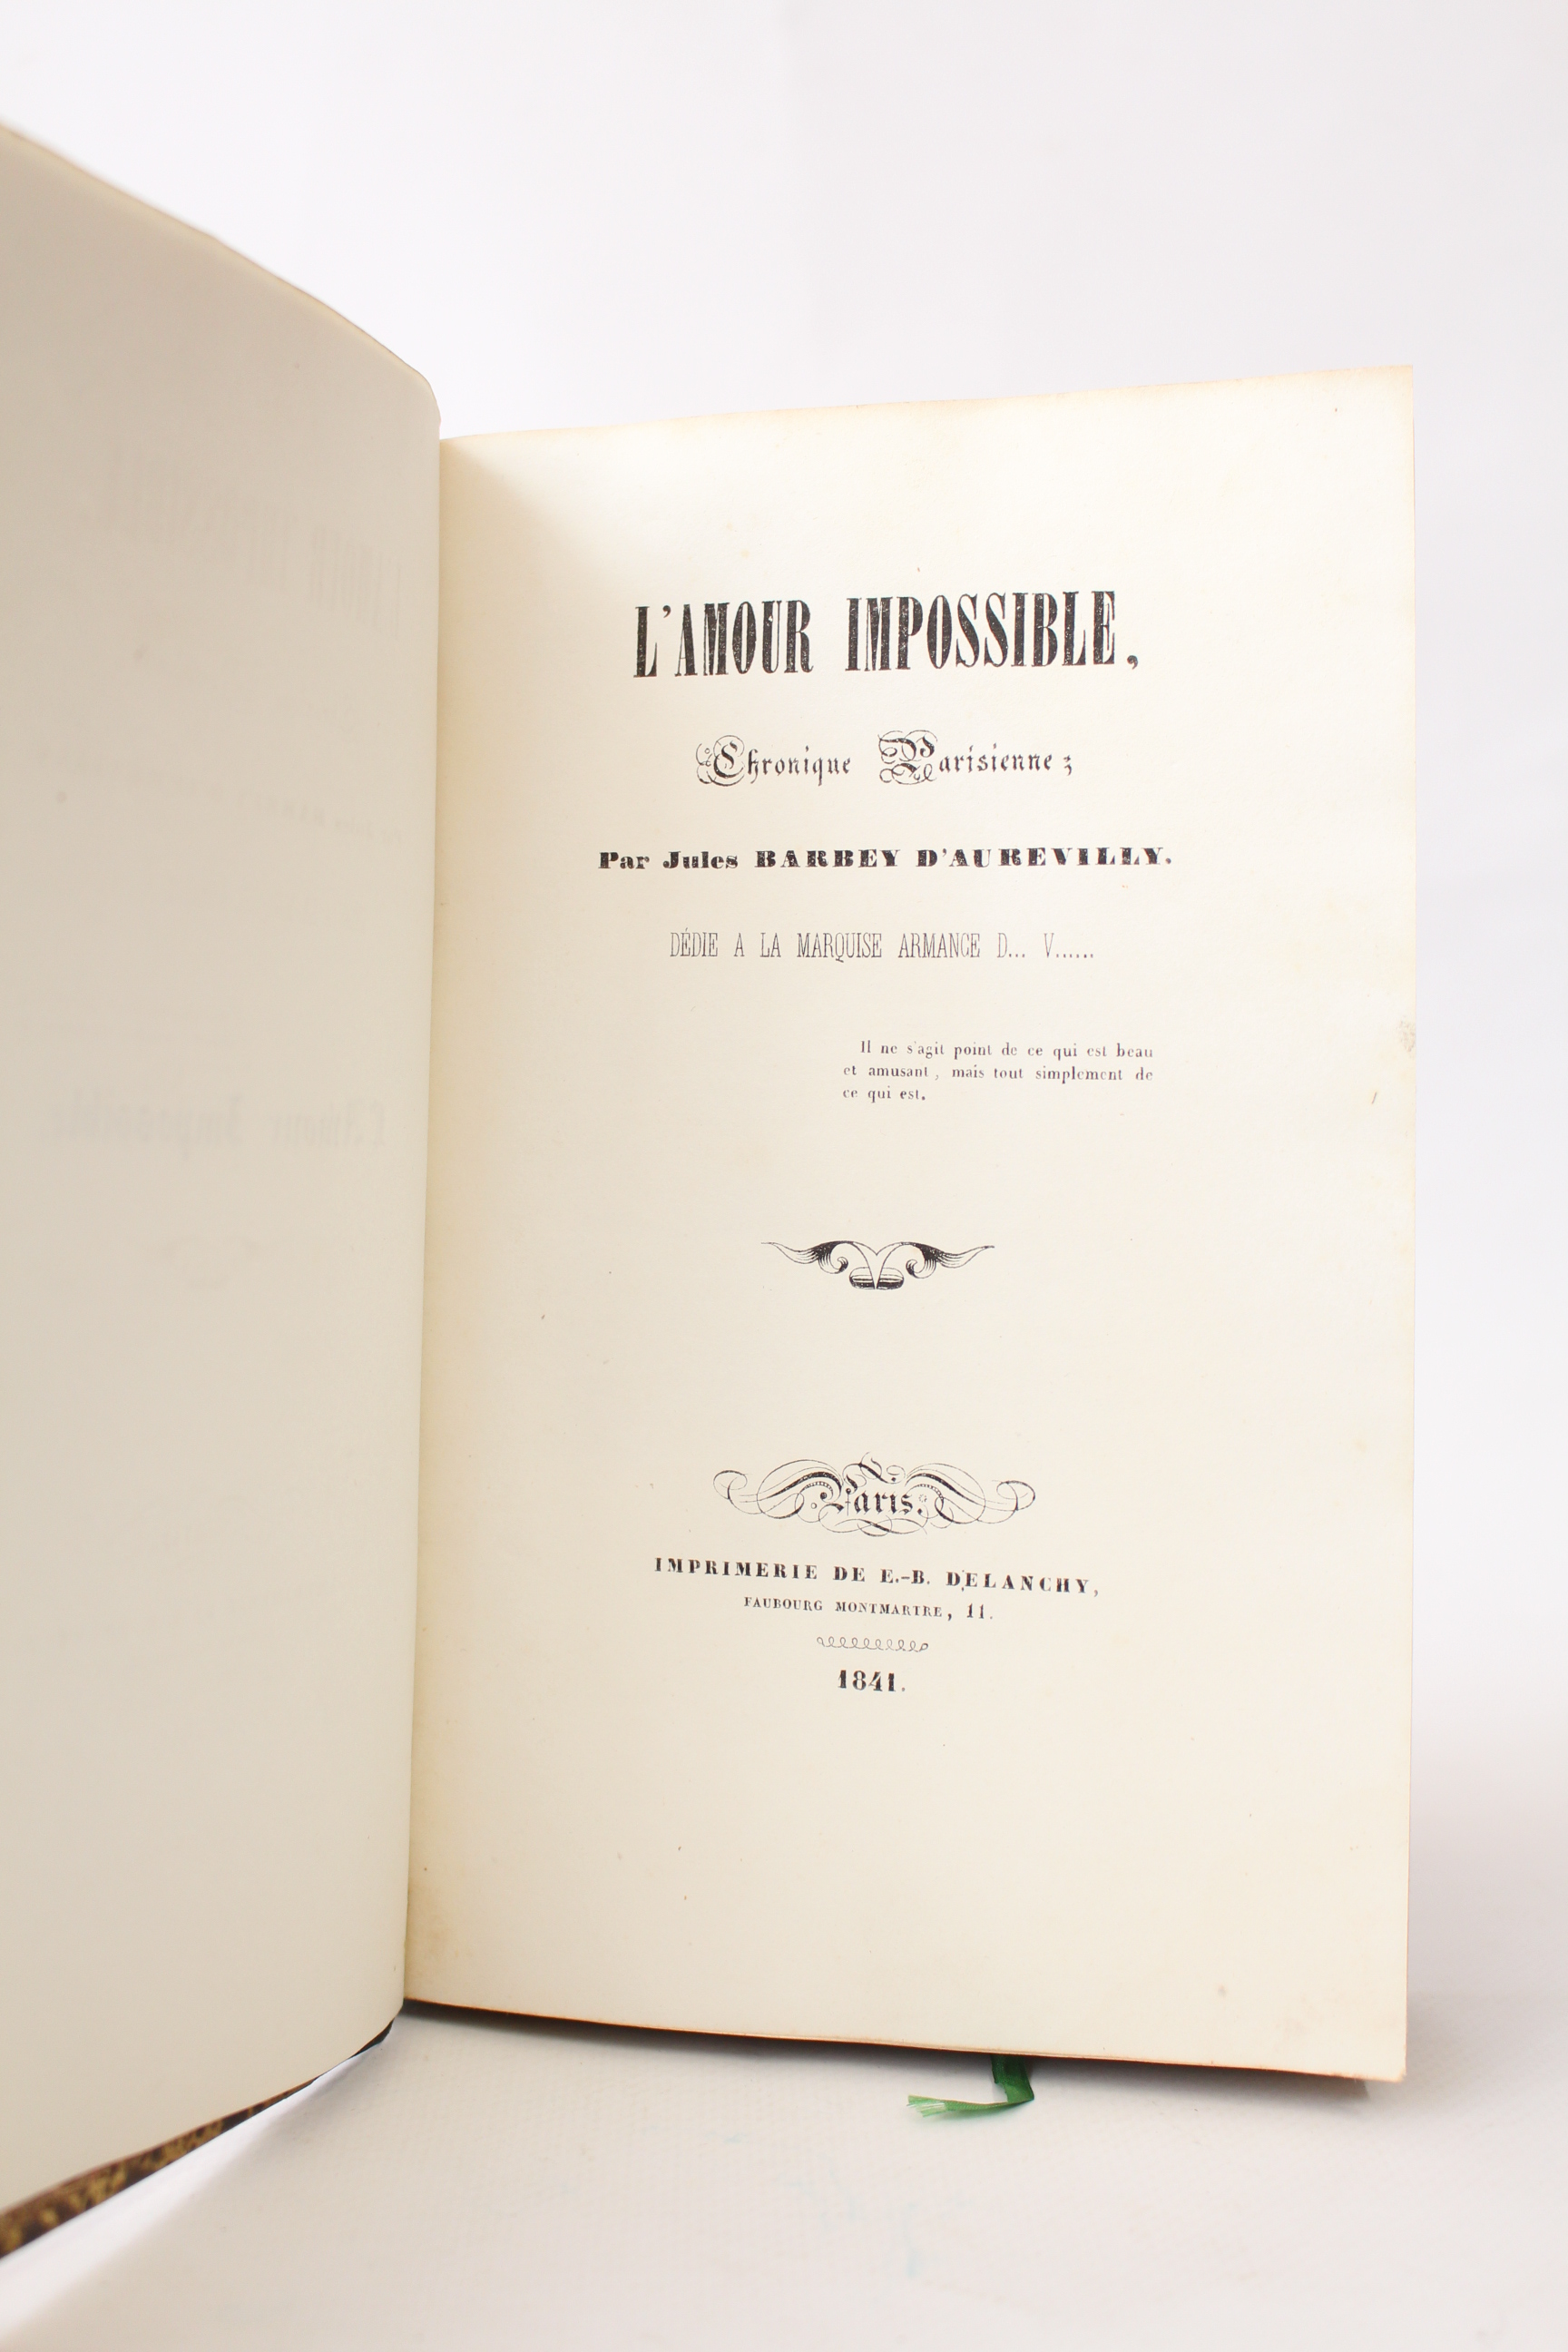 L'AMOUR IMPOSSIBLE,
Chronique Parisienne;
Par Jules BARBEY D'AUREVILLY.
DÉDIE A LA MARQUISE ARMANCE D... V......
Il ne s'agit point de ce qui est beau
et amusant, mais tout simplement de
ce qui est.
Paris.
IMPRIMERIE DE E.-B. DELANCHY,
FAUBOURG MONTMARTRE, 11.
1841.